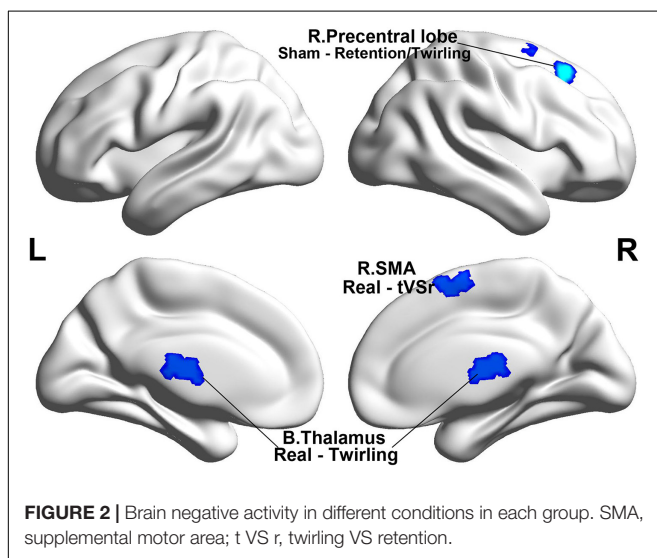 R.Precentral lobe
Sham - Retention/Twirling
L
R
R.SMA
Real - tVSr
B.Thalamus
Real - Twirling
FIGURE 2 | Brain negative activity in different conditions in each group. SMA,
supplemental motor area; t VS r, twirling VS retention.